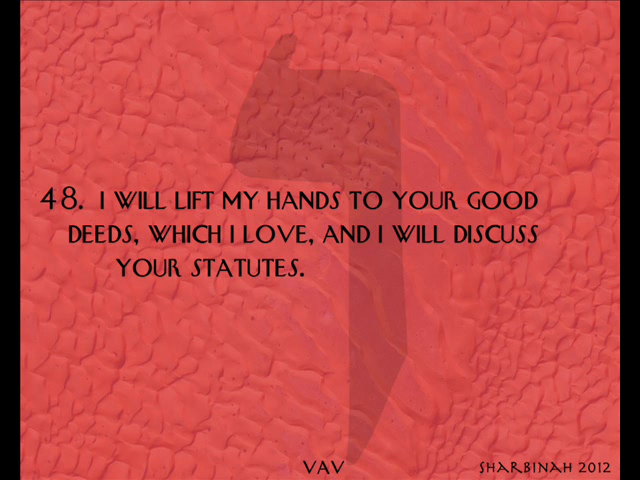 48. I WILL LIFT MY HANDS TO YOUR GOOD
DEEDS, WHICH I LOVE, AND I WILL DISCUSS
YOUR STATUTES.
ו
VAV
SHARBINAH 2012